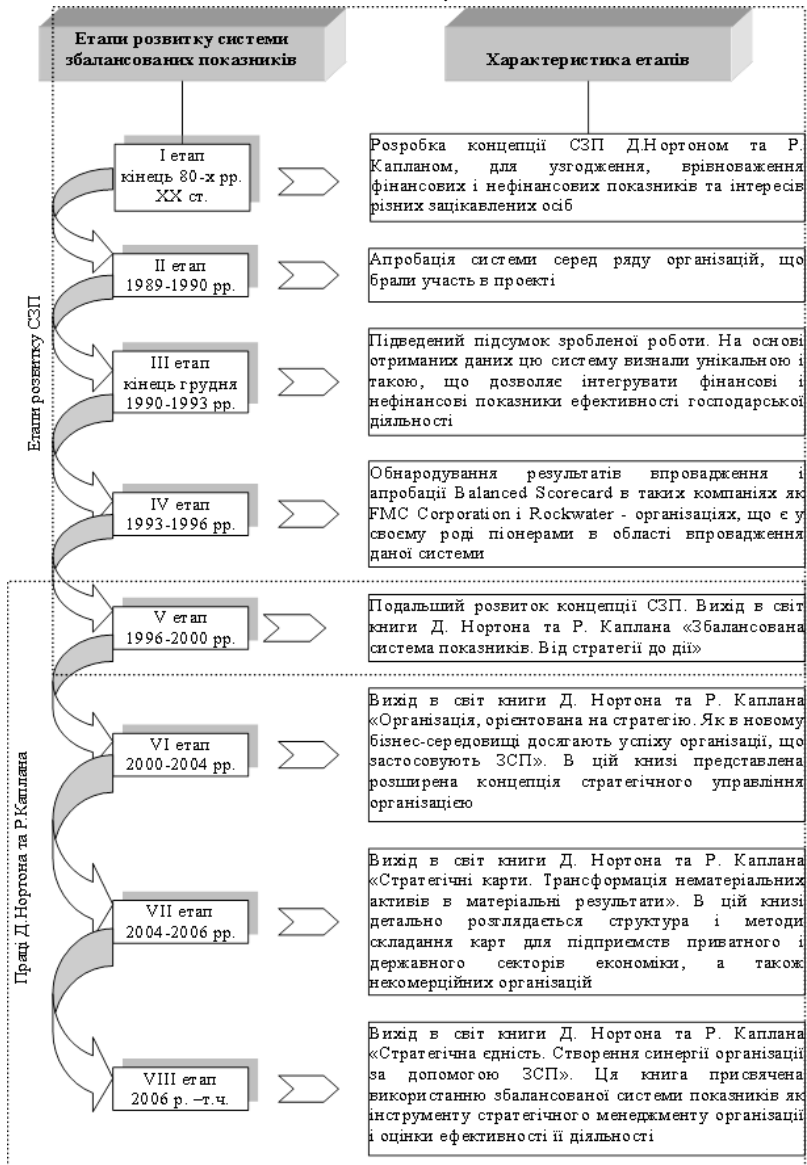 Етапи розвитку системи
збалансованих показників
Характеристика етапів
Етапи розвитку СЗП
І етап
кінець 80-х рр.
ХХ ст.
Розробка концепції СЗП Д.Нортоном та Р.
Капланом, для узгодження, врівноваження
фінансових і нефінансових показників та інтересів
різних зацікавлених осіб
ІІ етап
1989-1990 рр.
Апробація системи серед ряду організацій, що
брали участь в проекті
ІІІ етап
кінець грудня
1990-1993 рр.
Підведений підсумок зробленої роботи. На основі
отриманих даних цю систему визнали унікальною і
такою, що дозволяє інтегрувати фінансові і
нефінансові показники ефективності господарської
діяльності
IV етап
1993-1996 рр.
Обнародування результатів впровадження і
апробації Balanced Scorecard в таких компаніях як
FMC Corporation і Rockwater - організаціях, що є у
своєму роді піонерами в області впровадження
даної системи
Праці Д.Нортона та Р.Каплана
V етап
1996-2000 рр.
Подальший розвиток концепції СЗП. Вихід в світ
книги Д. Нортона та Р. Каплана «Збалансована
система показників. Від стратегії до дії»
VI етап
2000-2004 рр.
Вихід в світ книги Д. Нортона та Р. Каплана
«Організація, орієнтована на стратегію. Як в новому
бізнес-середовищі досягають успіху організації, що
застосовують ЗСП». В цій книзі представлена
розширена концепція стратегічного управління
організацією
VII етап
2004-2006 рр.
Вихід в світ книги Д. Нортона та Р. Каплана
«Стратегічні карти. Трансформація нематеріальних
активів в матеріальні результати». В цій книзі
детально розглядається структура і методи
складання карт для підприємств приватного і
державного секторів економіки, а також
некомерційних організацій
VIII етап
2006 р. –т.ч.
Вихід в світ книги Д. Нортона та Р. Каплана
«Стратегічна єдність. Створення синергії організації
за допомогою ЗСП». Ця книга присвячена
використанню збалансованої системи показників як
інструменту стратегічного менеджменту організації
і оцінки ефективності її діяльності